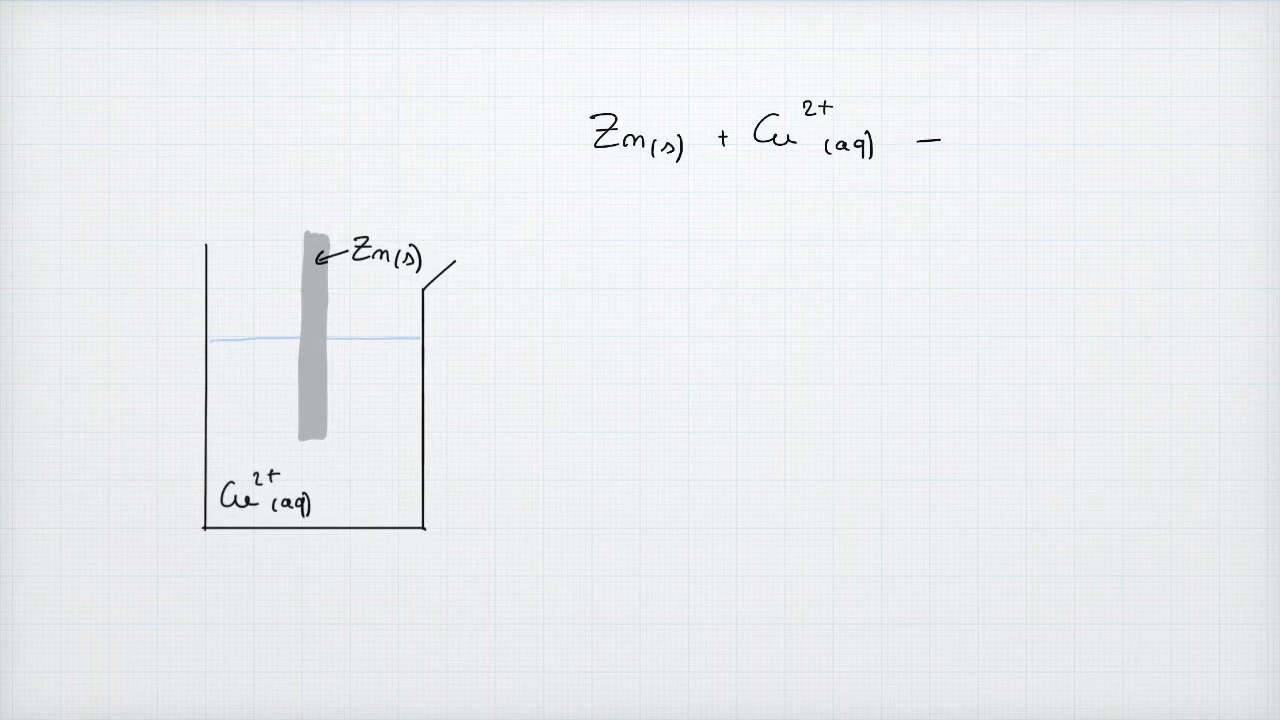 Zn(s) + Cu²⁺(aq) –
Zn(s)
Cu²⁺(aq)